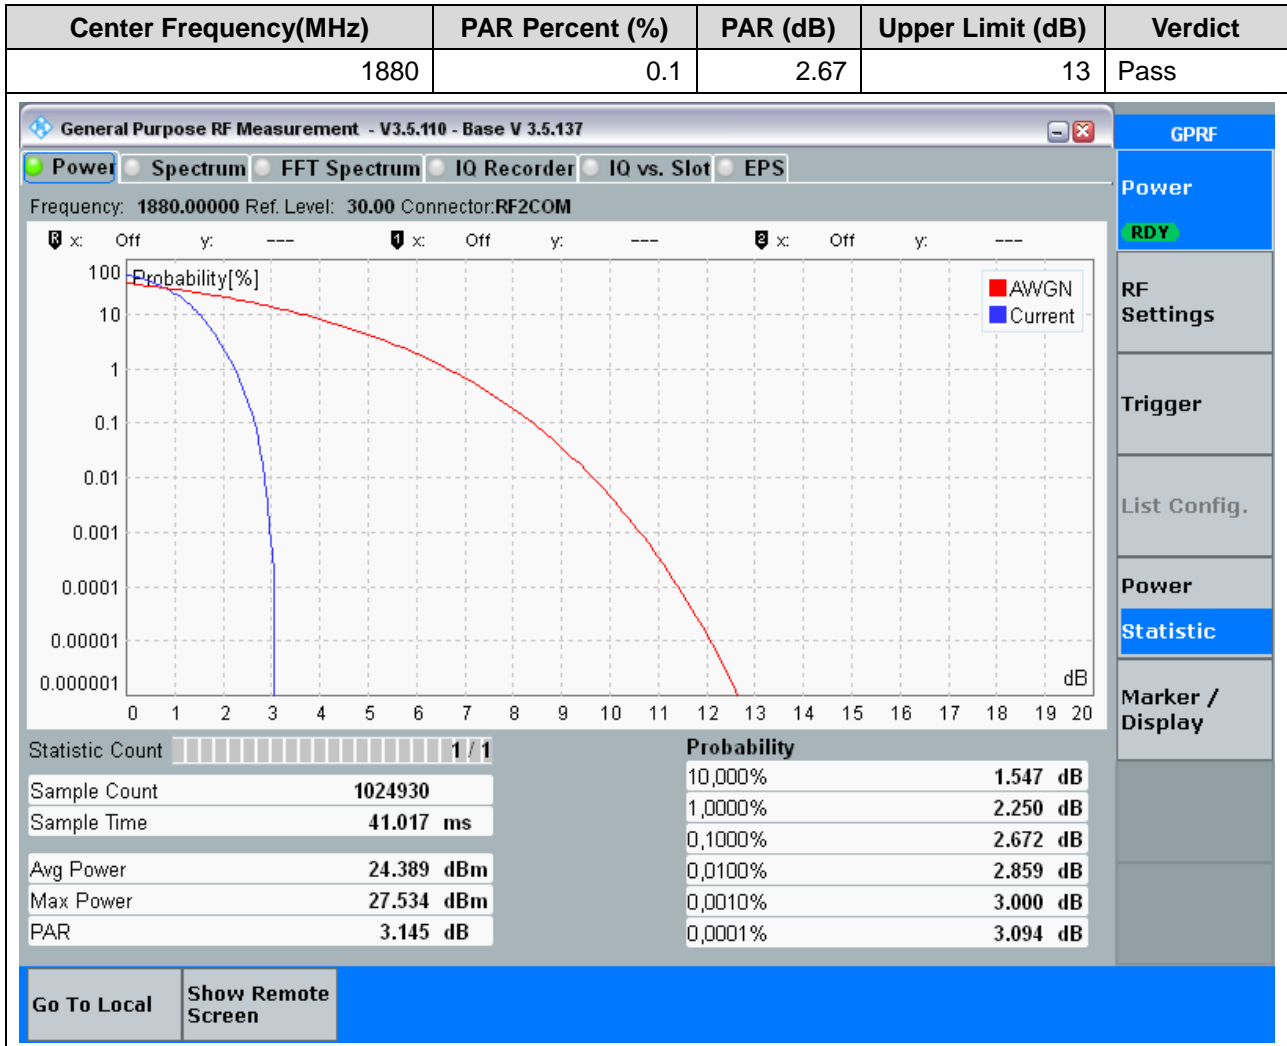 Center Frequency(MHz) PAR Percent (%) PAR (dB) Upper Limit (dB) Verdict
1880 0.1 2.67 13 Pass
General Purpose RF Measurement - V3.5.110 - Base V 3.5.137
GPRF
Power Spectrum FFT Spectrum IQ Recorder IQ vs. Slot EPS
Power
RDY
Frequency: 1880.00000 Ref. Level: 30.00 Connector:RF2COM
R x: Off y: --- 1 x: Off y: --- 2 x: Off y: ---
Probability[%]
AWGN
Current
100
10
1
0.1
0.01
0.001
0.0001
0.00001
0.000001
dB
0 1 2 3 4 5 6 7 8 9 10 11 12 13 14 15 16 17 18 19 20
RF
Settings
Trigger
List Config.
Power
Statistic
Marker /
Display
Statistic Count 1 / 1
Sample Count 1024930
Sample Time 41.017 ms
Avg Power 24.389 dBm
Max Power 27.534 dBm
PAR 3.145 dB
Probability
10,000% 1.547 dB
1,0000% 2.250 dB
0,1000% 2.672 dB
0,0100% 2.859 dB
0,0010% 3.000 dB
0,0001% 3.094 dB
Go To Local
Show Remote
Screen